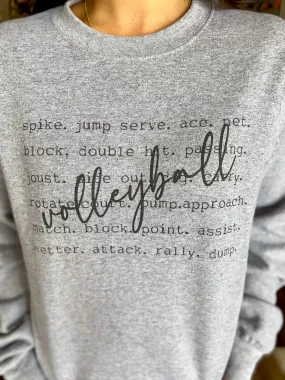 spike. jump serve. ace. net.
block. double hit. passing.
joust. side out.
rotate court. pump.approach.
match. block. point. assist.
setter. attack. rally. dump.
volleyball